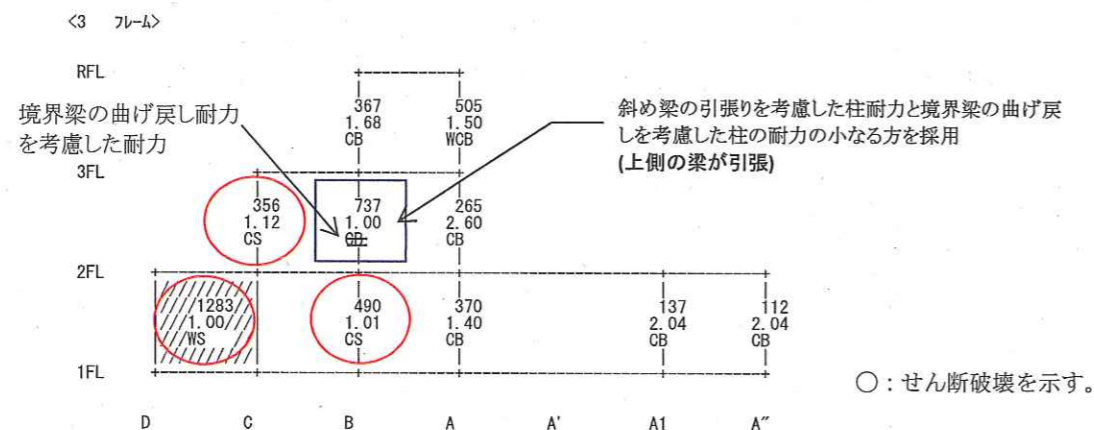 <3 フレーム>
RFL
367 505
1.68 1.50
CB WCB
境界梁の曲げ戻し耐力
を考慮した耐力
斜め梁の引張りを考慮した柱耐力と境界梁の曲げ戻
しを考慮した柱の耐力の小なる方を採用
(上側の梁が引張)
3FL
356 737 265
1.12 1.00 2.60
CS CB CB
2FL
1283 490 370 137 112
1.00 1.01 1.40 2.04 2.04
WS CS CB CB CB
1FL
○：せん断破壊を示す。
D C B A A' A1 A"